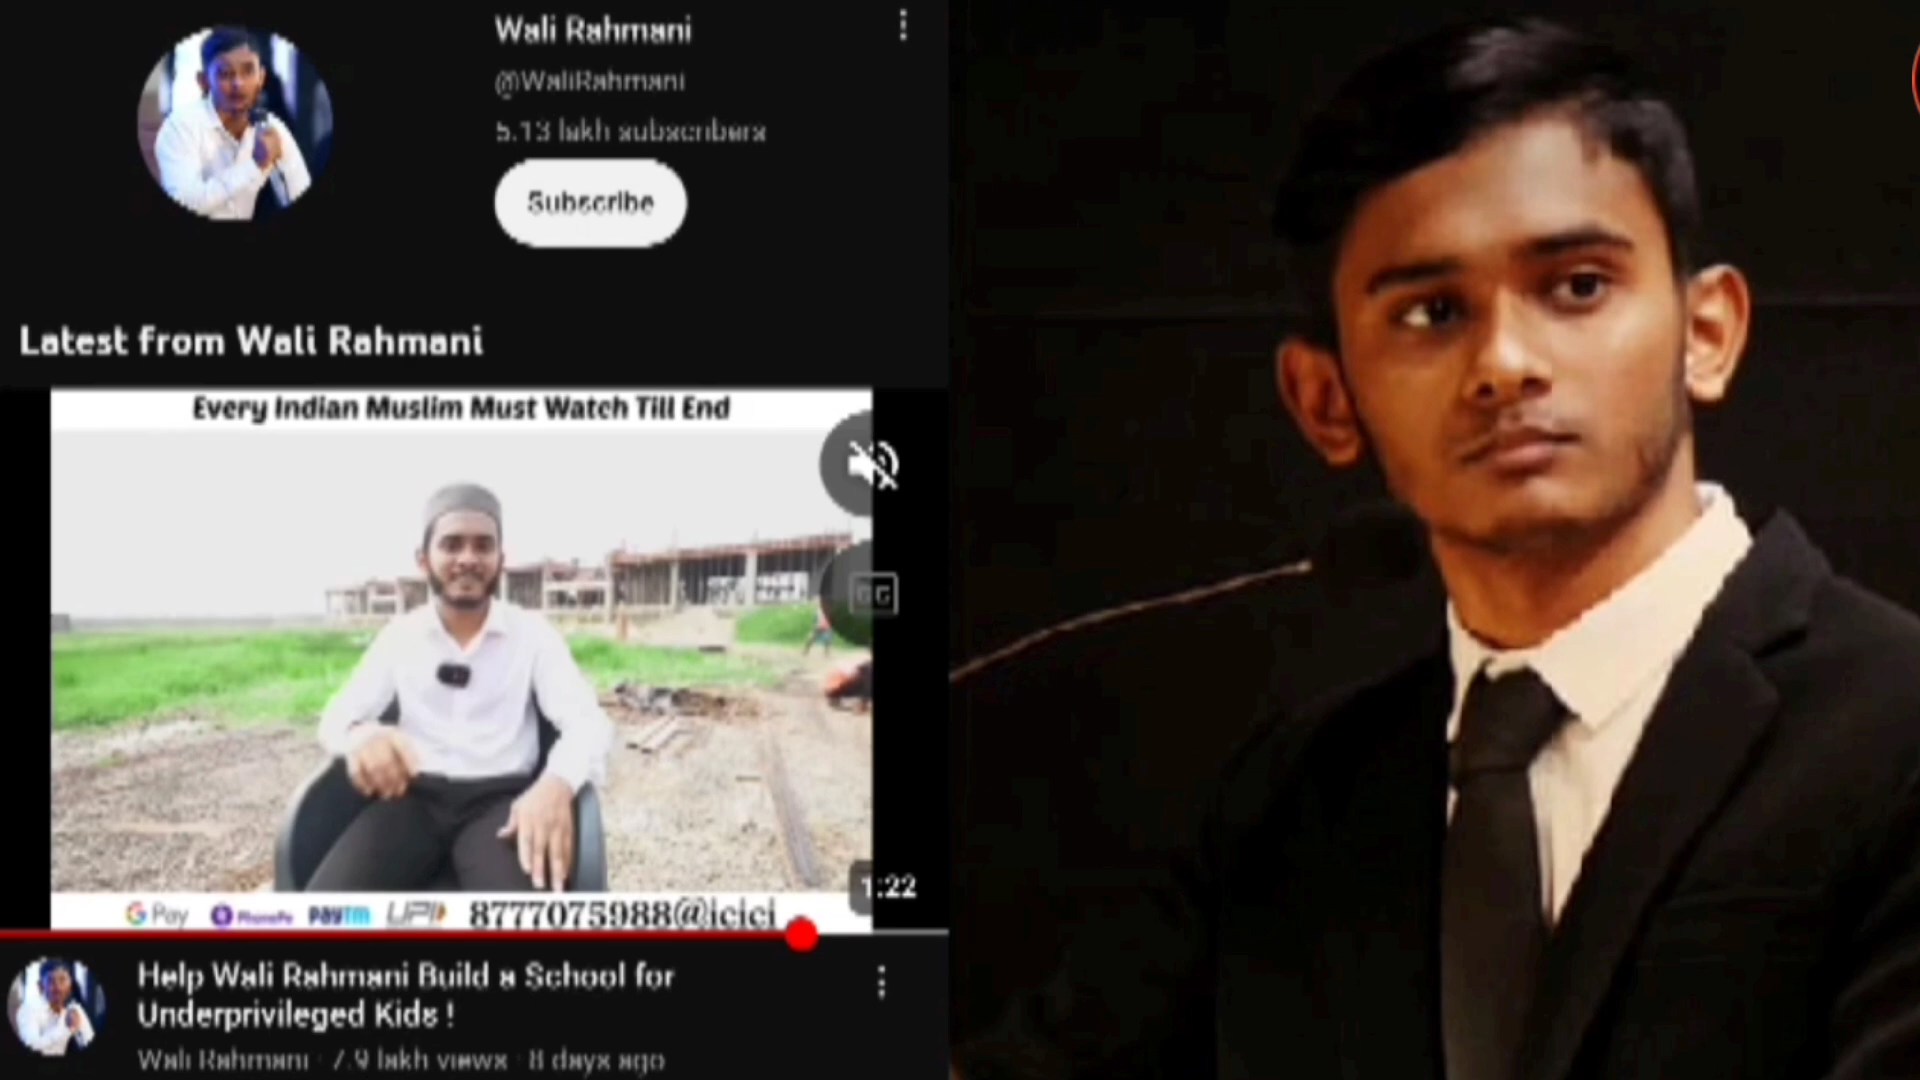 Wali Rahmani
@WaliRahmani
5.13 lakh subscribers
Subscribe
Latest from Wali Rahmani
Every Indian Muslim Must Watch Till End
CC
1:22
G Pay PhonePe PAYTM UPI 8777075988@icici
Help Wali Rahmani Build a School for
Underprivileged Kids !
Wali Rahmani · 7.9 lakh views · 8 days ago